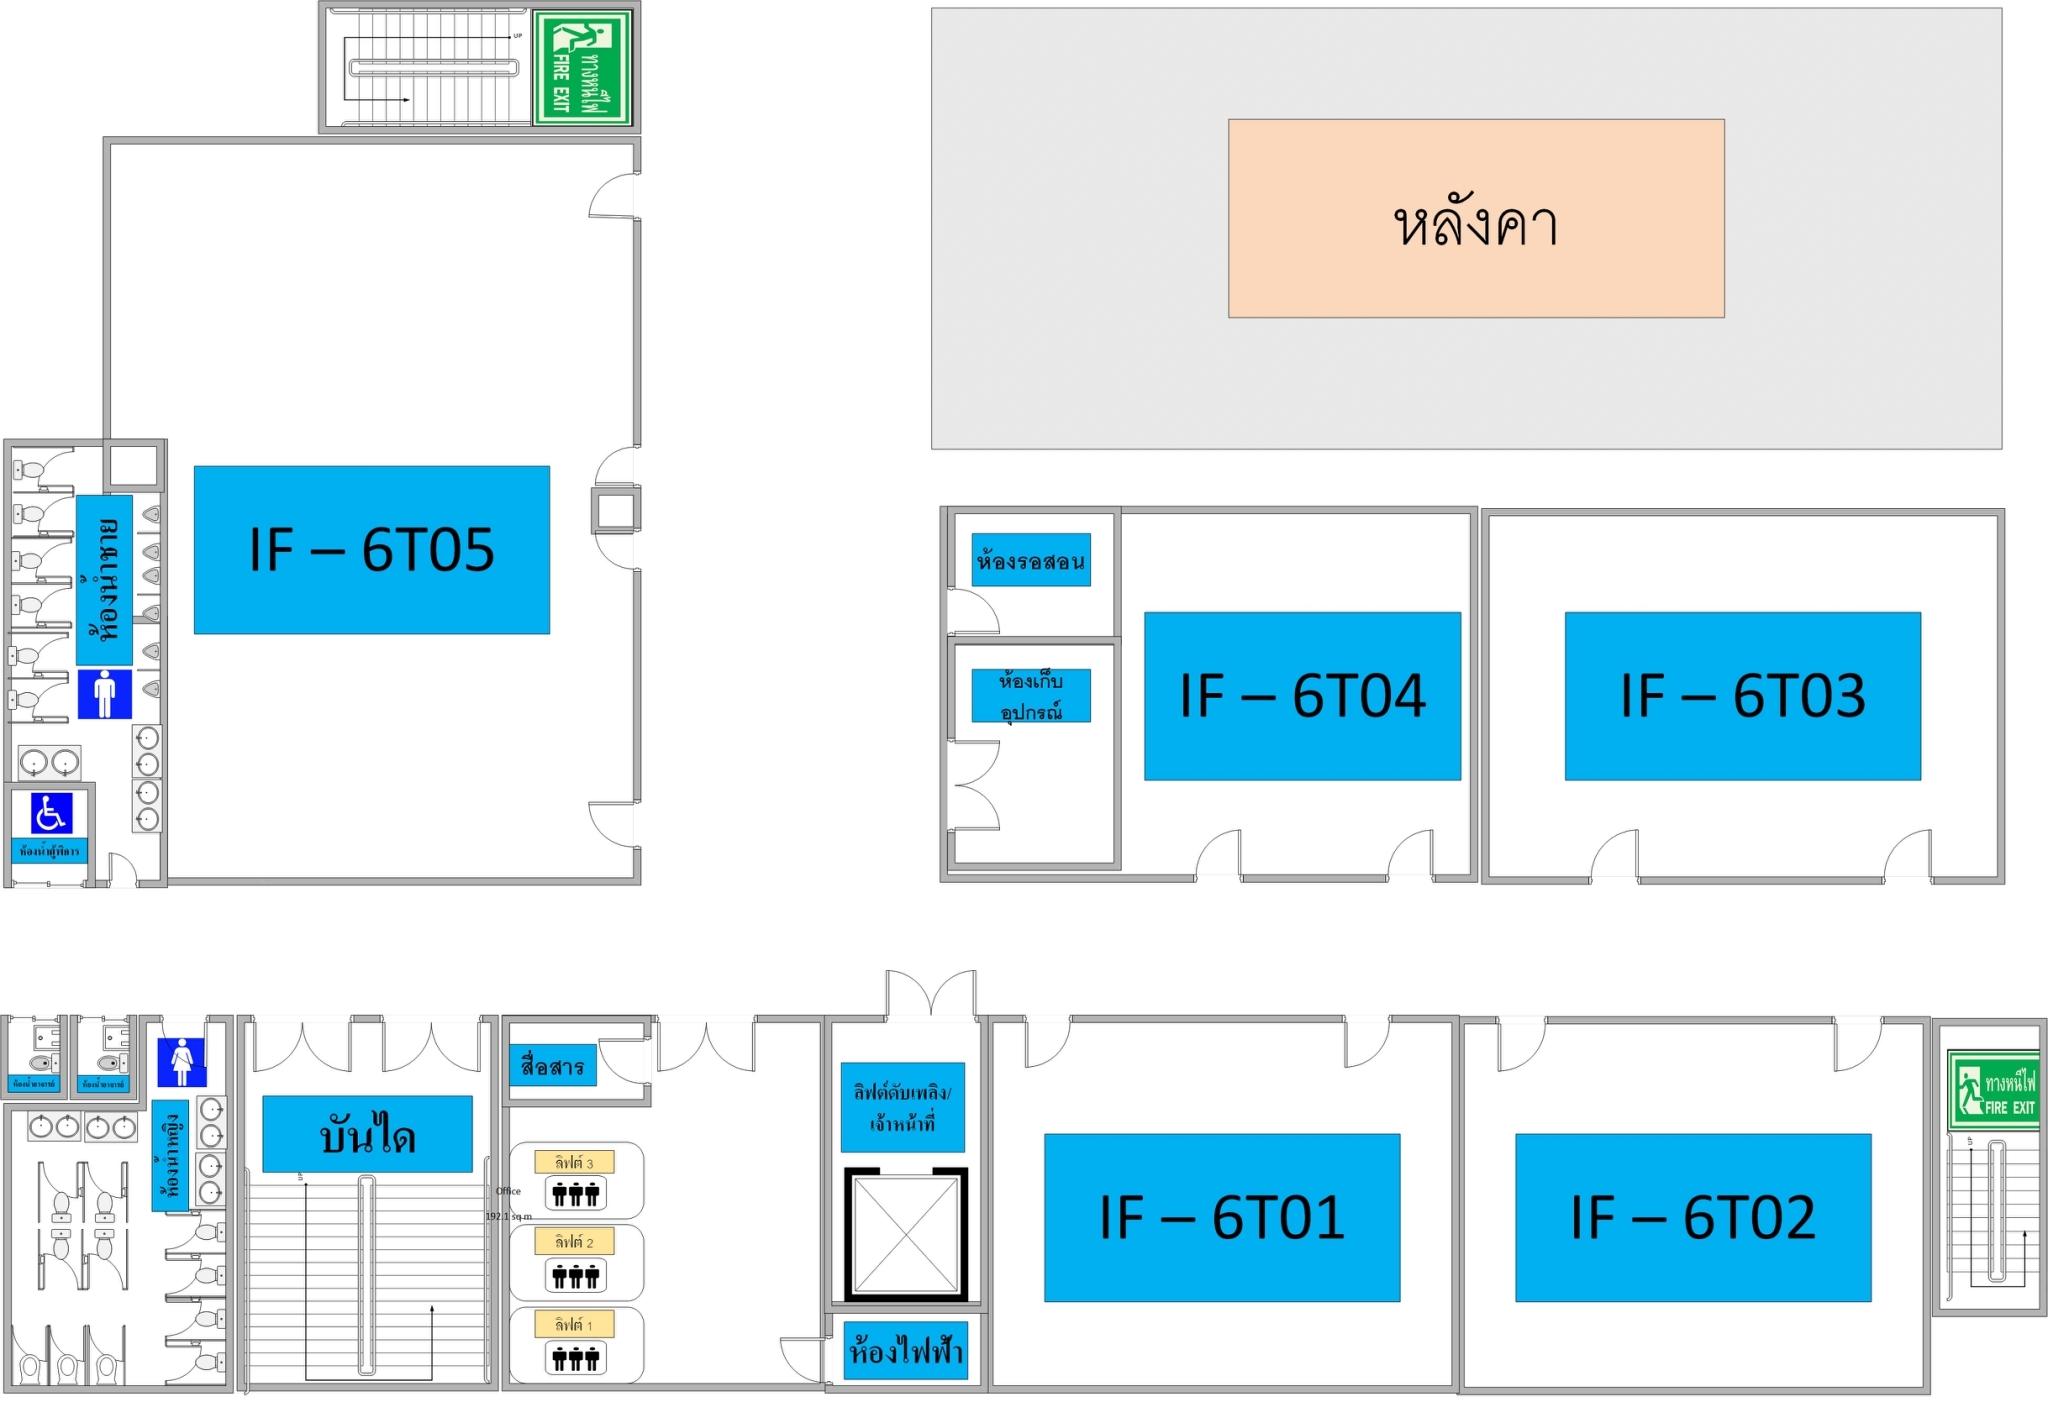 UP
ทางหนีไฟ
FIRE EXIT
หลังคา
IF – 6T05
ห้องน้ำชาย
ห้องน้ำผู้พิการ
ห้องรอสอน
ห้องเก็บ
อุปกรณ์
IF – 6T04
IF – 6T03
ห้องน้ำอาจารย์
ห้องน้ำอาจารย์
ห้องน้ำหญิง
บันได
UP
สื่อสาร
ลิฟต์ 3
Office
192.1 sq m
ลิฟต์ 2
ลิฟต์ 1
ลิฟต์ดับเพลิง/
เจ้าหน้าที่
ห้องไฟฟ้า
IF – 6T01
IF – 6T02
ทางหนีไฟ
FIRE EXIT
UP